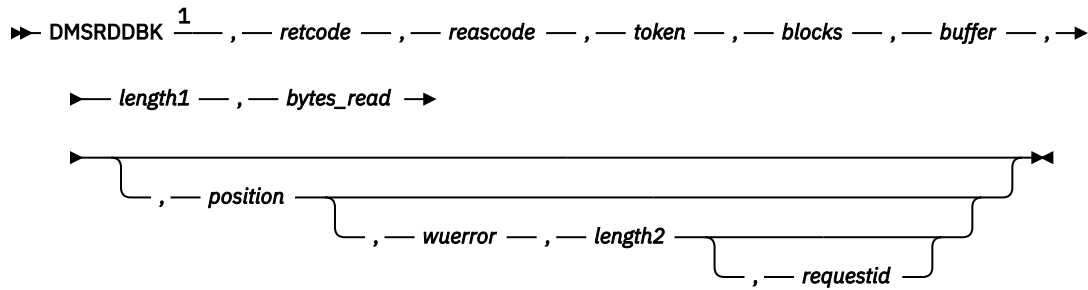 DMSRDDBK 1 , retcode , reascode , token , blocks , buffer ,
length1 , bytes_read
, position
, wuerror , length2
, requestid